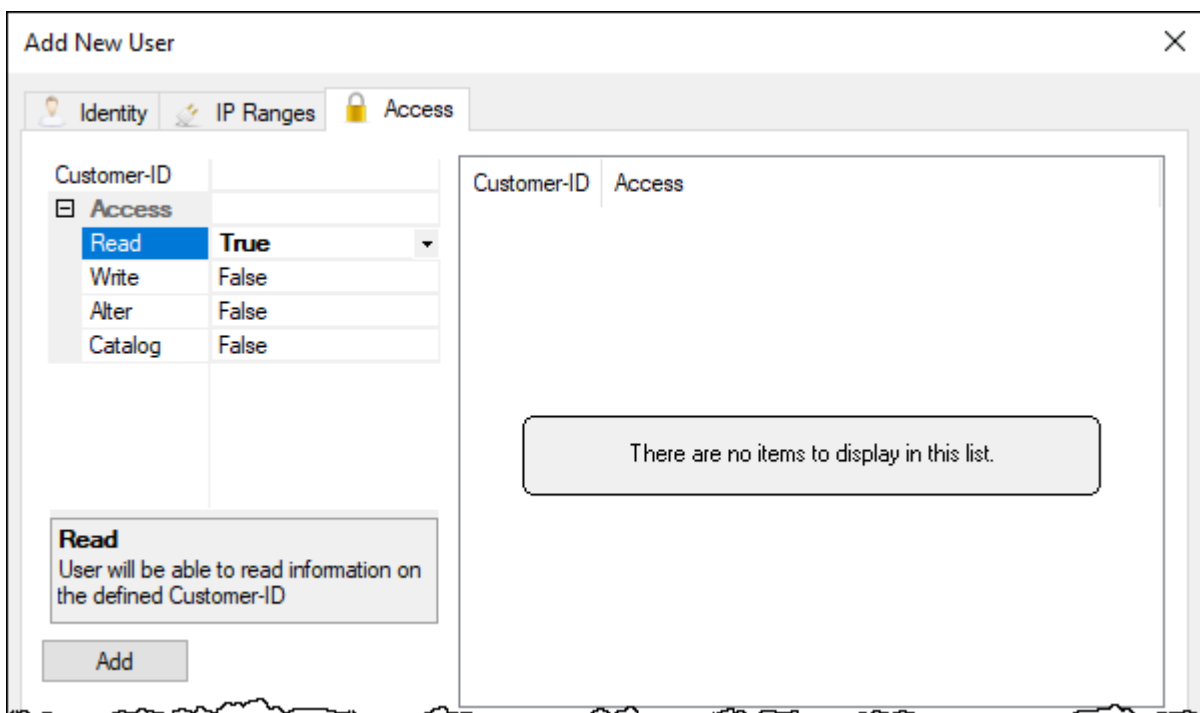 Add New User
Identity IP Ranges Access
Customer-ID
Access
Read True
Write False
Alter False
Catalog False
Read
User will be able to read information on
the defined Customer-ID
Add
Customer-ID Access
There are no items to display in this list.